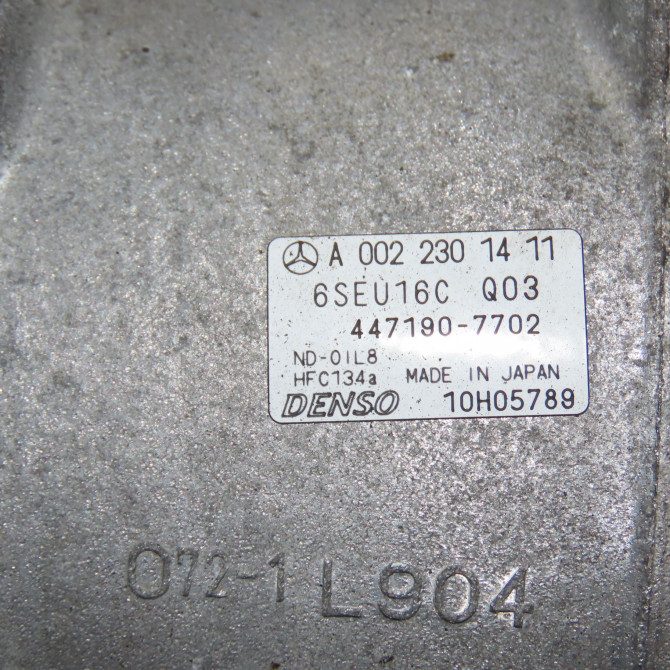 A 002 230 14 11
6SEU16C Q03
447190-7702
ND-OIL8
HFC134a MADE IN JAPAN
DENSO 10H05789
072-1 L904